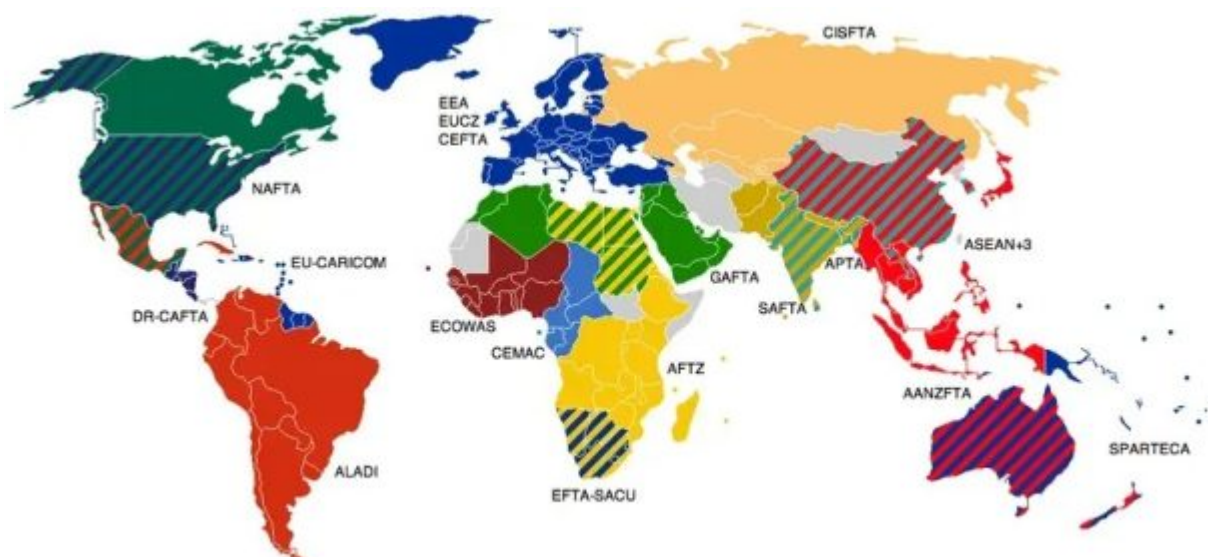 CISFTA
EEA
EUCZ
CEFTA
NAFTA
ASEAN+3
EU-CARICOM
GAFTA
APTA
SAFTA
DR-CAFTA
ECOWAS
CEMAC
AFTZ
AANZFTA
SPARTECA
ALADI
EFTA-SACU